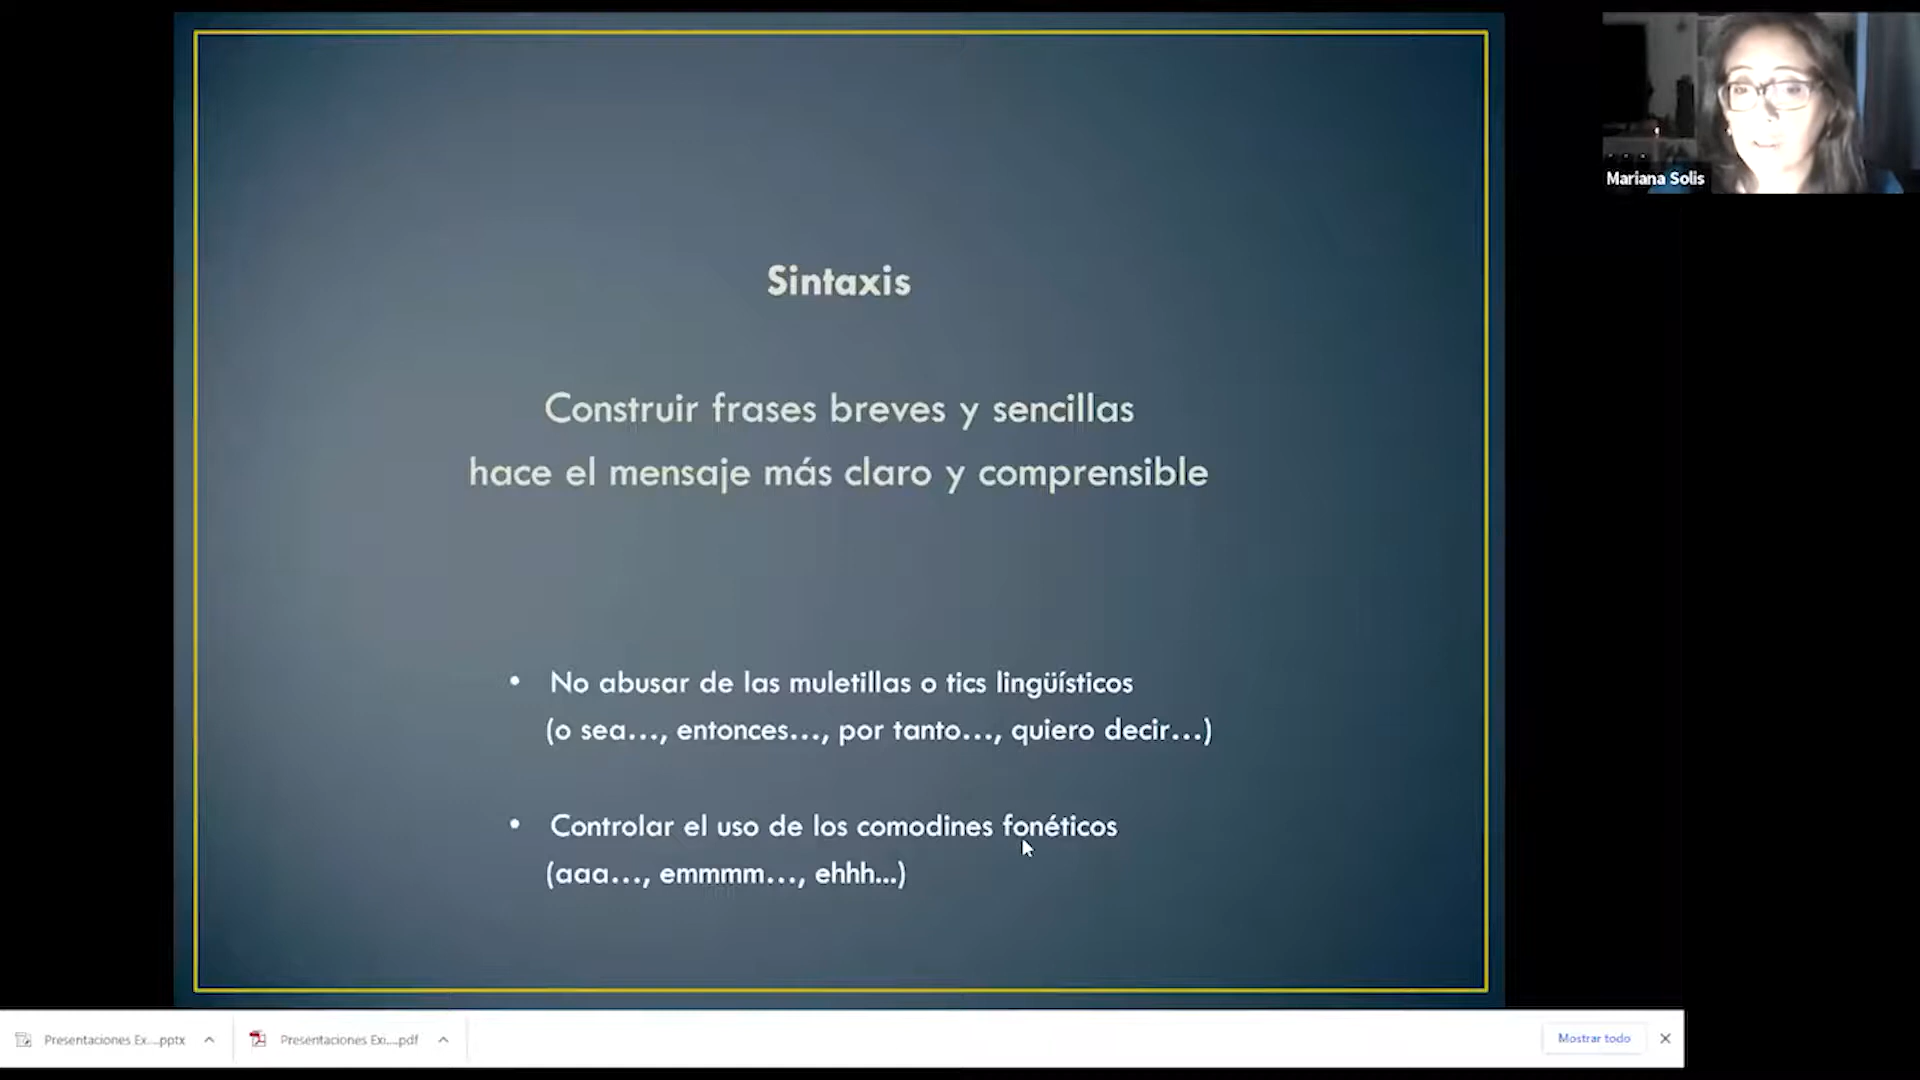 Mariana Solis
Sintaxis
Construir frases breves y sencillas
hace el mensaje más claro y comprensible
• No abusar de las muletillas o tics lingüísticos
(o sea…, entonces…, por tanto…, quiero decir…)
• Controlar el uso de los comodines fonéticos
(aaa…, emmmm…, ehhh...)
Presentaciones Ex....pptx
Presentaciones Ex....pdf
Mostrar todo